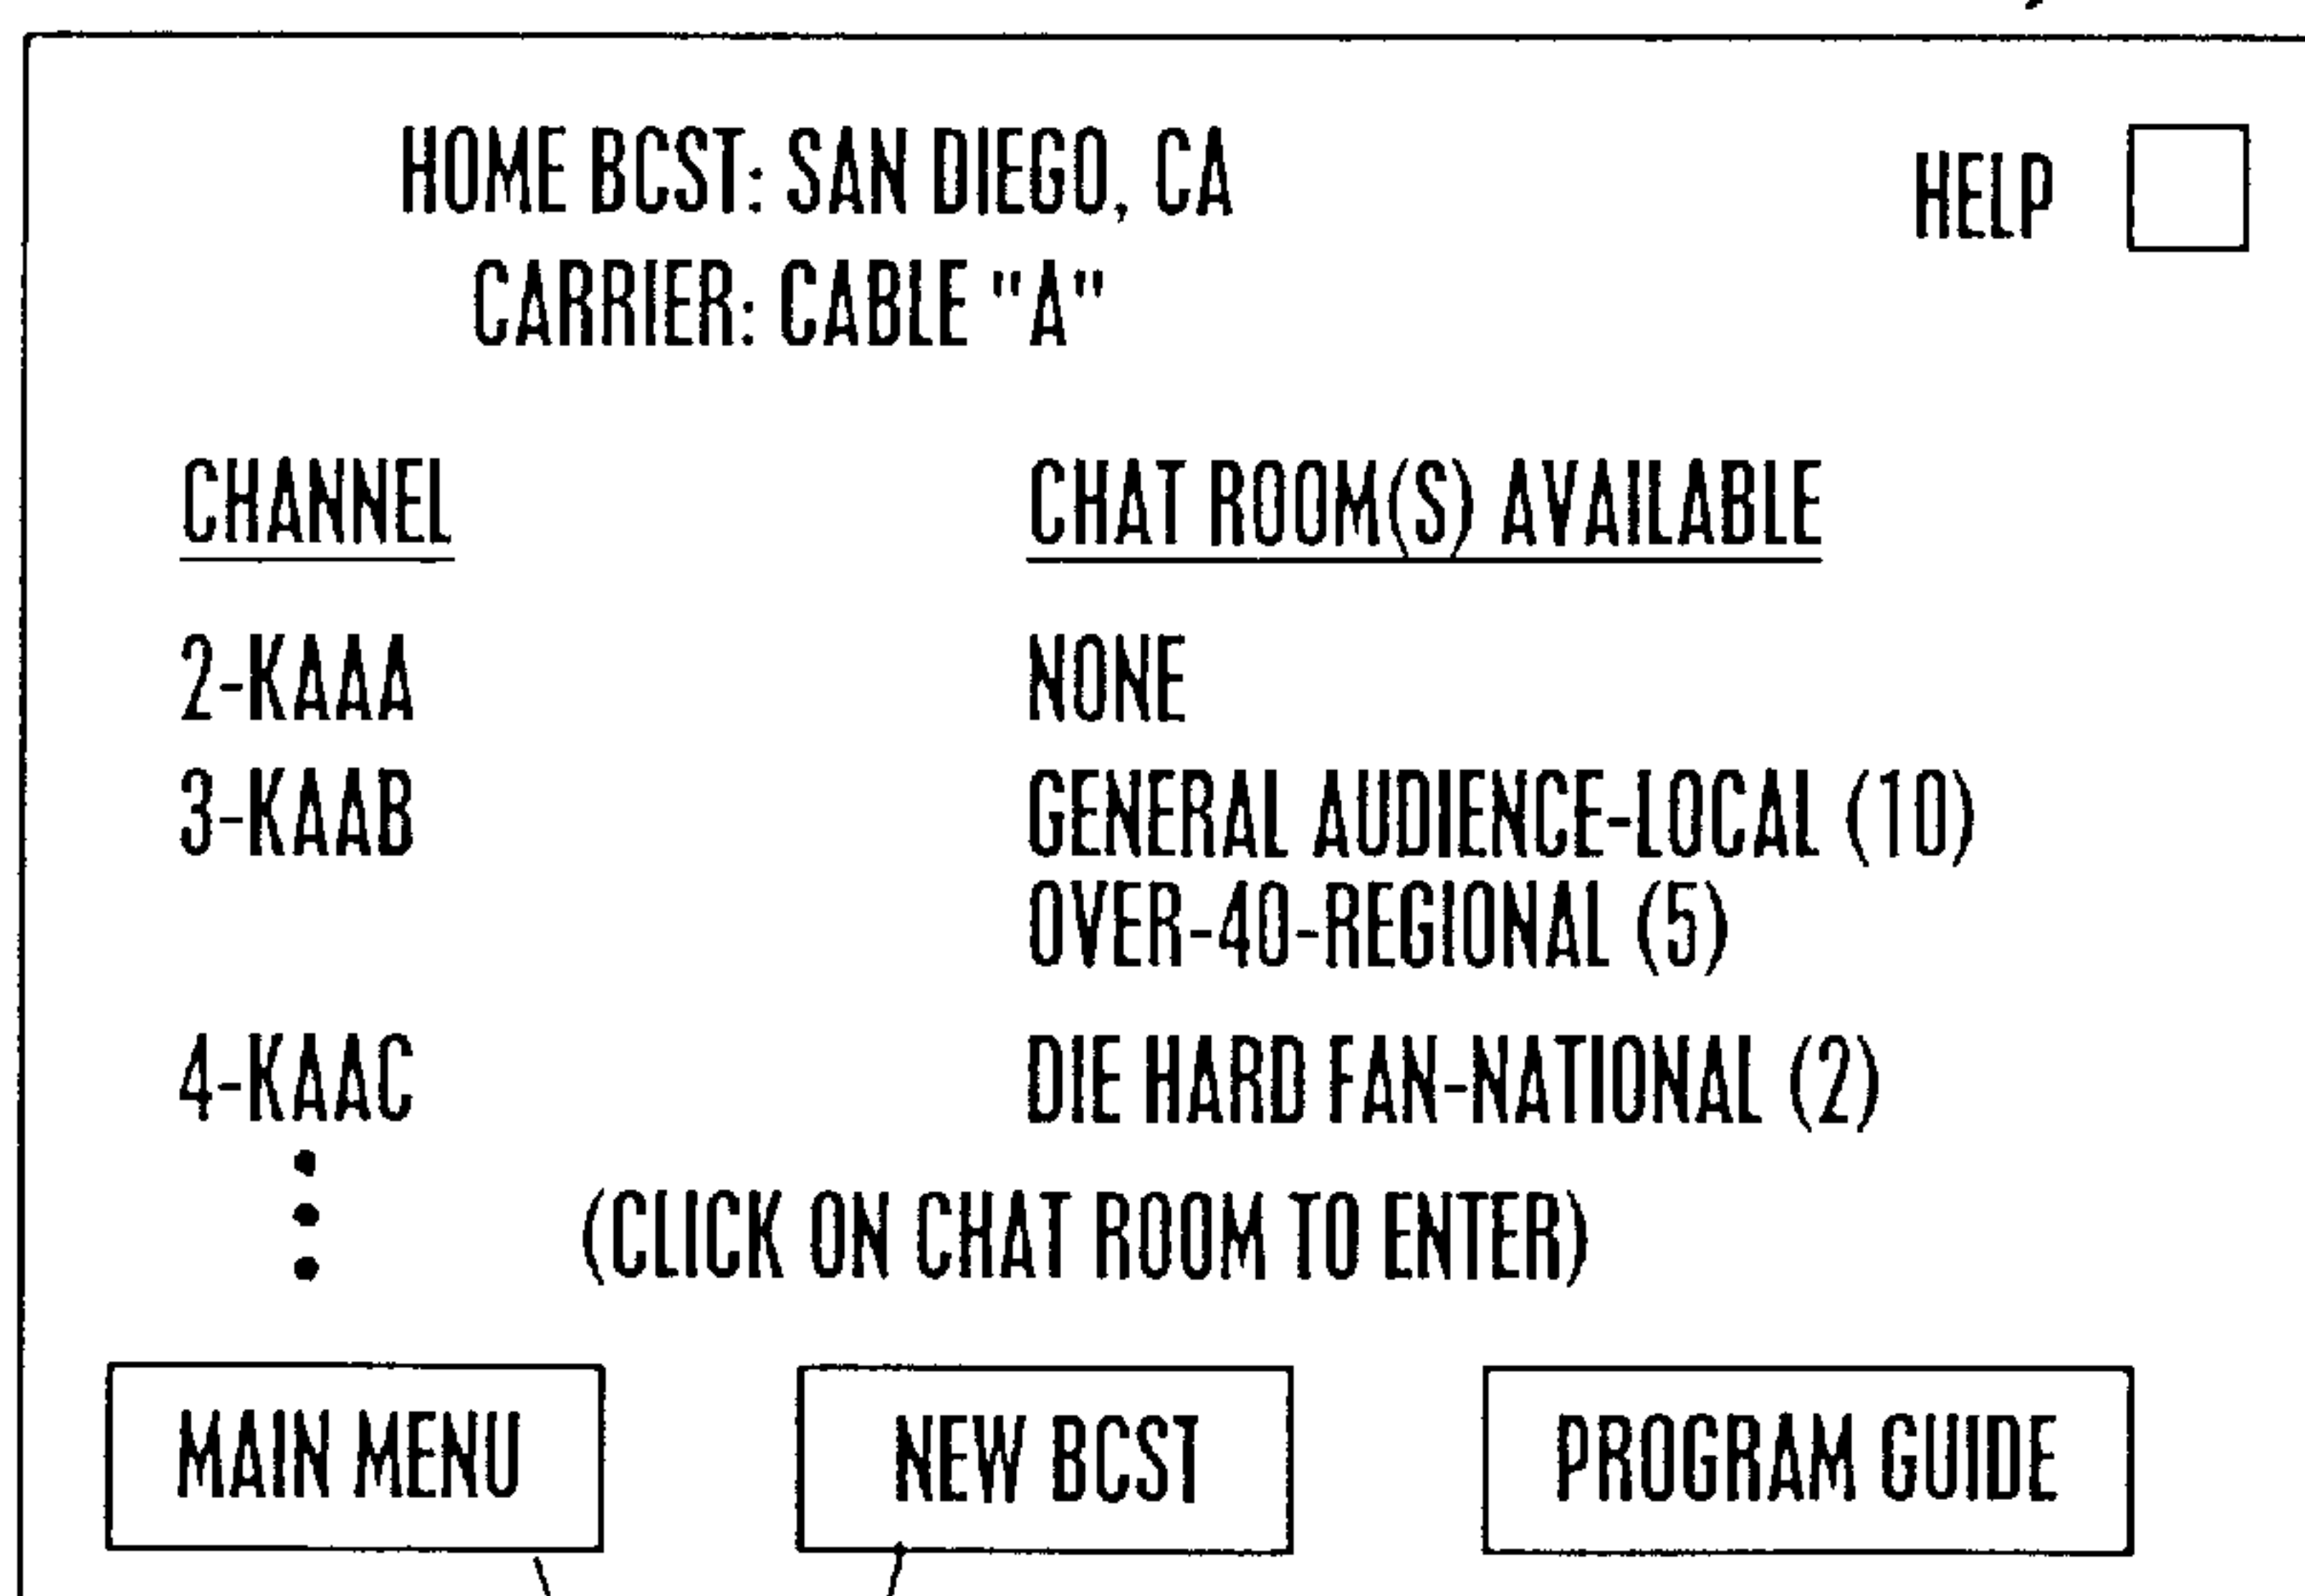 HOME BCST: SAN DIEGO, CA
HELP
CARRIER: CABLE "A"
CHANNEL CHAT ROOM(S) AVAILABLE
2-KAAA NONE
3-KAAB GENERAL AUDIENCE-LOCAL (10)
OVER-40-REGIONAL (5)
4-KAAC DIE HARD FAN-NATIONAL (2)
(CLICK ON CHAT ROOM TO ENTER)
MAIN MENU NEW BCST PROGRAM GUIDE